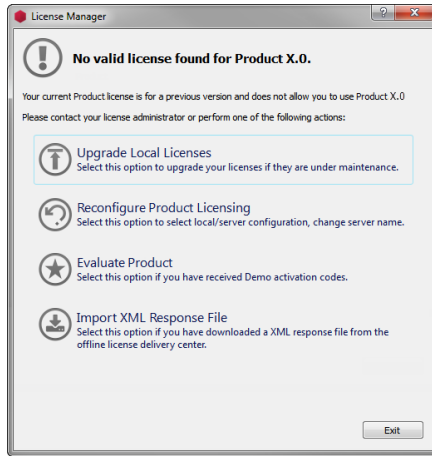 License Manager
No valid license found for Product X.0.
Your current Product license is for a previous version and does not allow you to use Product X.0
Please contact your license administrator or perform one of the following actions:
Upgrade Local Licenses
Select this option to upgrade your licenses if they are under maintenance.
Reconfigure Product Licensing
Select this option to select local/server configuration, change server name.
Evaluate Product
Select this option if you have received Demo activation codes.
Import XML Response File
Select this option if you have downloaded a XML response file from the
offline license delivery center.
Exit